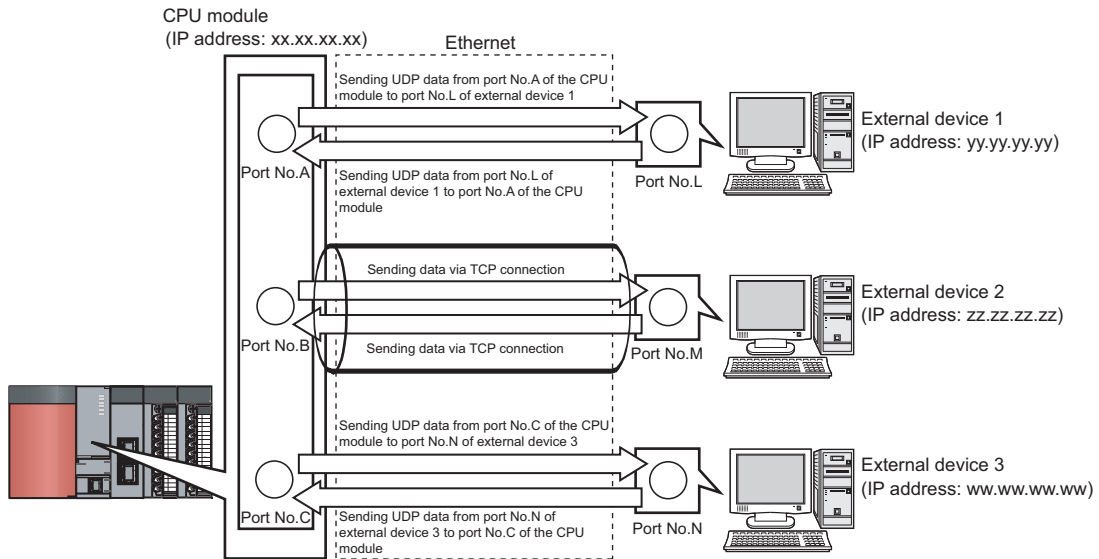 CPU module
(IP address: xx.xx.xx.xx)
Ethernet
Sending UDP data from port No.A of the CPU
module to port No.L of external device 1
Port No.A
Sending UDP data from port No.L of
external device 1 to port No.A of the CPU
module
Port No.L
External device 1
(IP address: yy.yy.yy.yy)
Sending data via TCP connection
Port No.B
Sending data via TCP connection
Port No.M
External device 2
(IP address: zz.zz.zz.zz)
Sending UDP data from port No.C of the CPU
module to port No.N of external device 3
Port No.C
Sending UDP data from port No.N of
external device 3 to port No.C of the CPU
module
Port No.N
External device 3
(IP address: ww.ww.ww.ww)